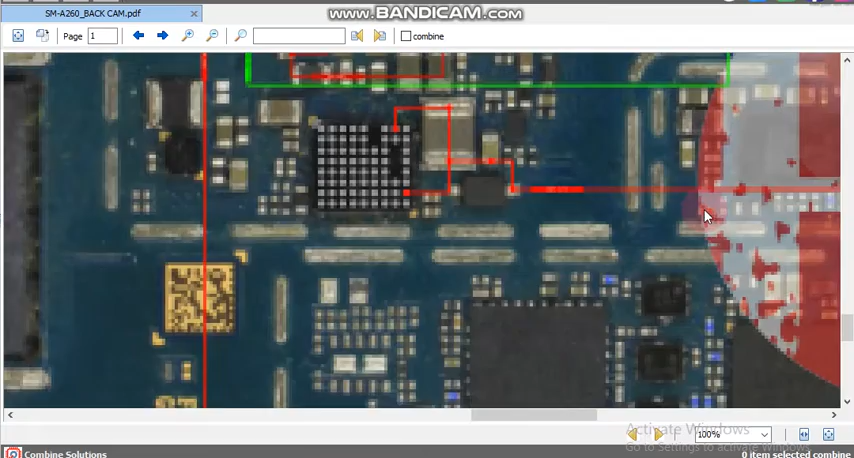 SM-A260_BACK CAM.pdf
www.BANDICAM.com
Page 1
combine
Activate Windows
100%
Go to Settings to activate Windows.
Combine Solutions
0 item selected combine